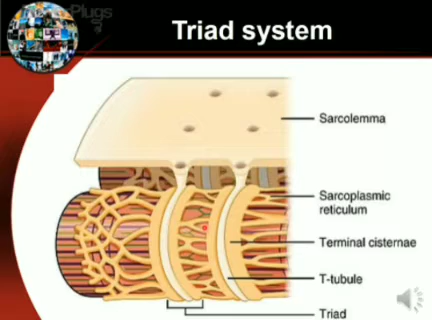 Plugs
Triad system
Sarcolemma
Sarcoplasmic
reticulum
Terminal cisternae
T-tubule
Triad